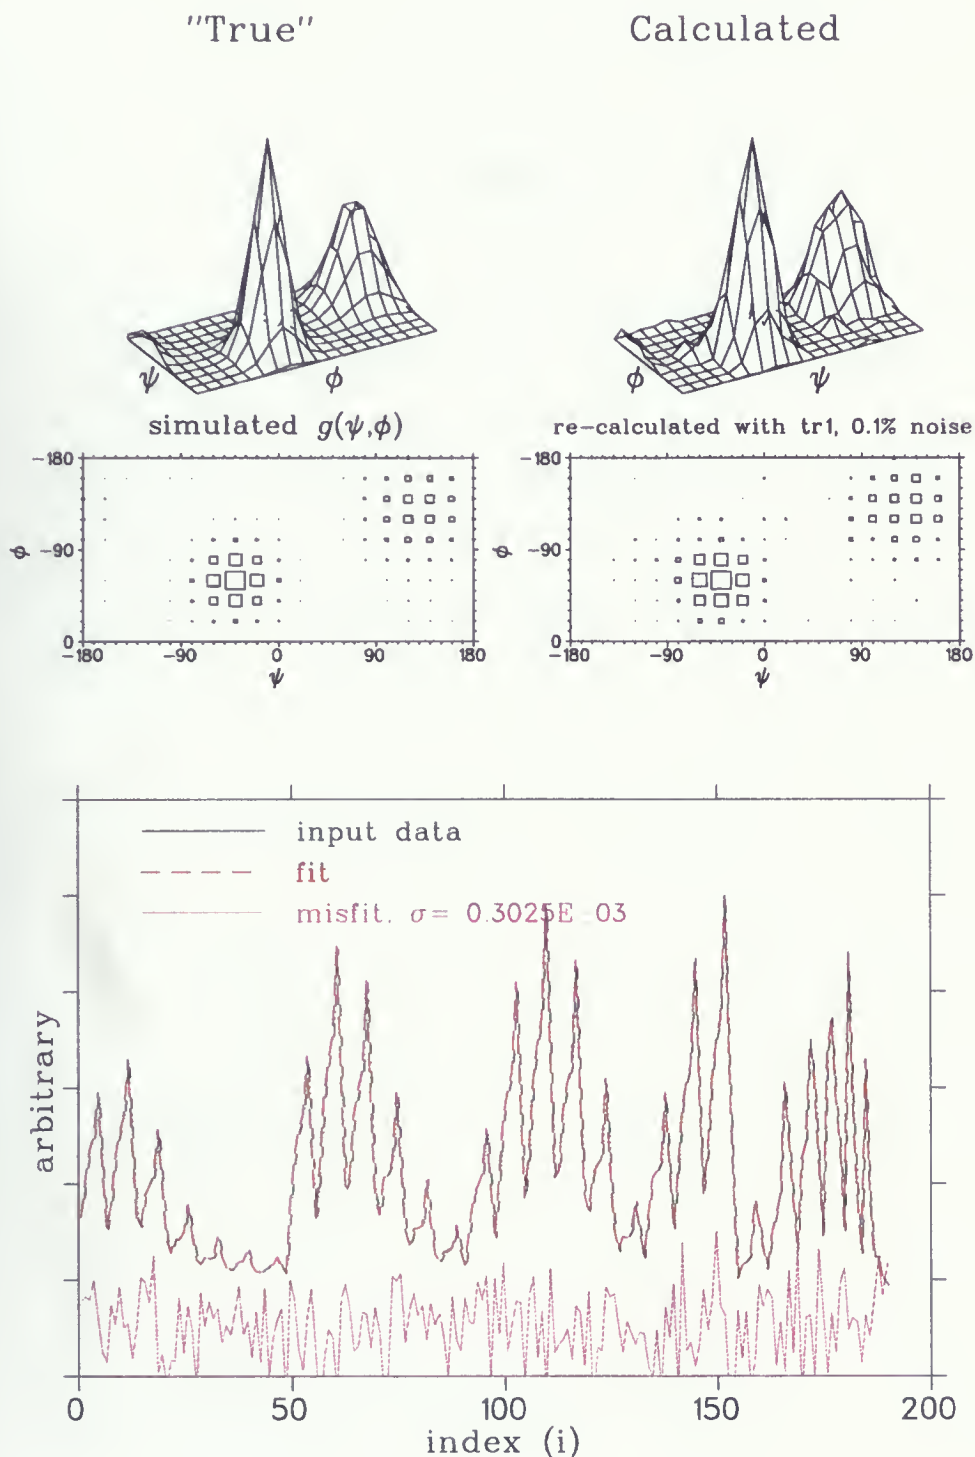 "True" Calculated
ψ φ φ ψ
simulated g(ψ,φ) re-calculated with tr1, 0.1% noise
-180 -180
φ -90 φ -90
0 0
-180 -90 0 90 180 -180 -90 0 90 180
ψ ψ
input data
fit
misfit. σ= 0.3025E-03
arbitrary
0 50 100 150 200
index (i)